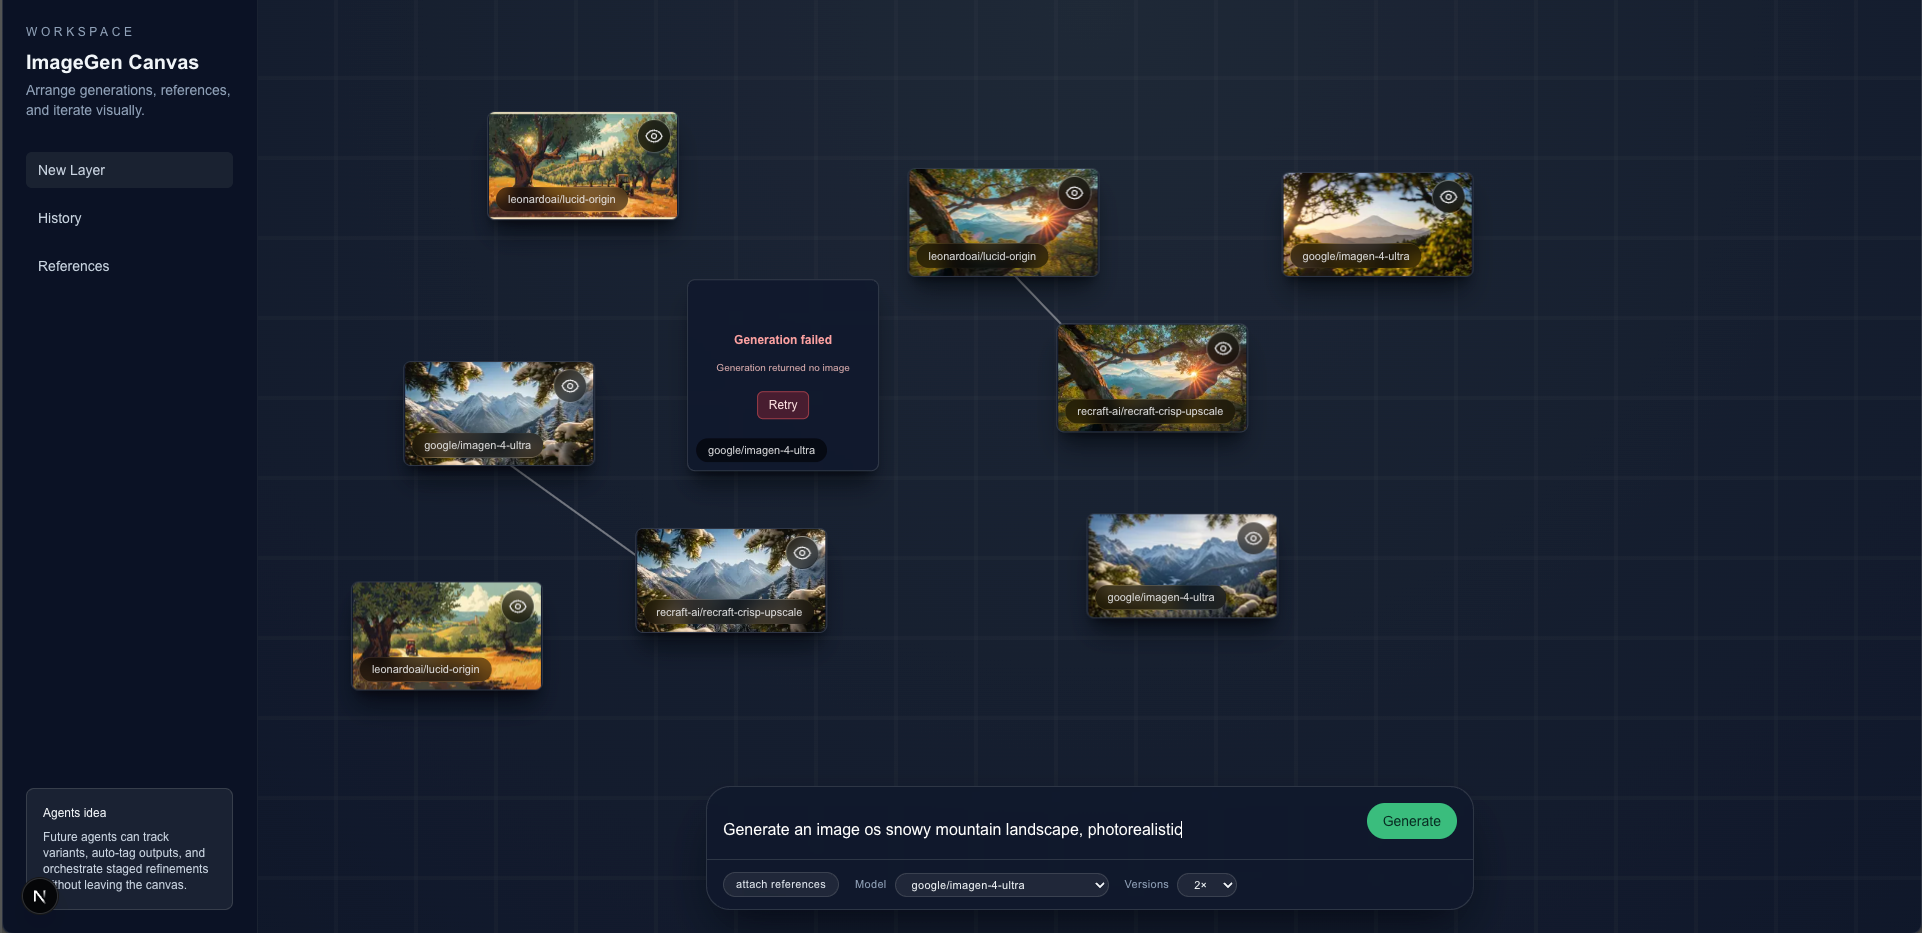 WORKSPACE
ImageGen Canvas
Arrange generations, references,
and iterate visually.
New Layer
History
References
leonardoai/lucid-origin
leonardoai/lucid-origin
google/imagen-4-ultra
Generation failed
Generation returned no image
Retry
google/imagen-4-ultra
recraft-ai/recraft-crisp-upscale
google/imagen-4-ultra
recraft-ai/recraft-crisp-upscale
google/imagen-4-ultra
leonardoai/lucid-origin
Agents idea
Future agents can track
variants, auto-tag outputs, and
orchestrate staged refinements
thout leaving the canvas.
N
Generate an image os snowy mountain landscape, photorealistic
Generate
attach references
Model
google/imagen-4-ultra
Versions
2×